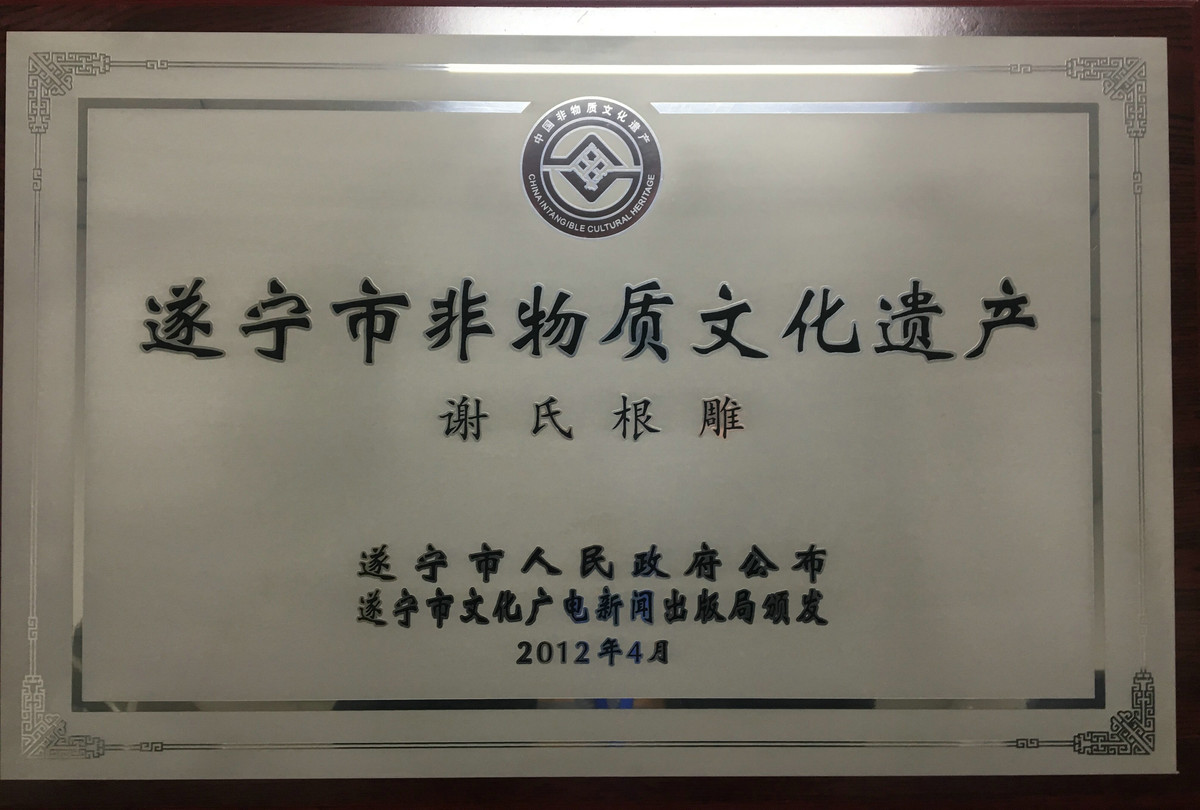 中国非物质文化遗产
CHINA INTANGIBLE CULTURAL HERITAGE
遂宁市非物质文化遗产
谢氏根雕
遂宁市人民政府公布
遂宁市文化广电新闻出版局颁发
2012年4月